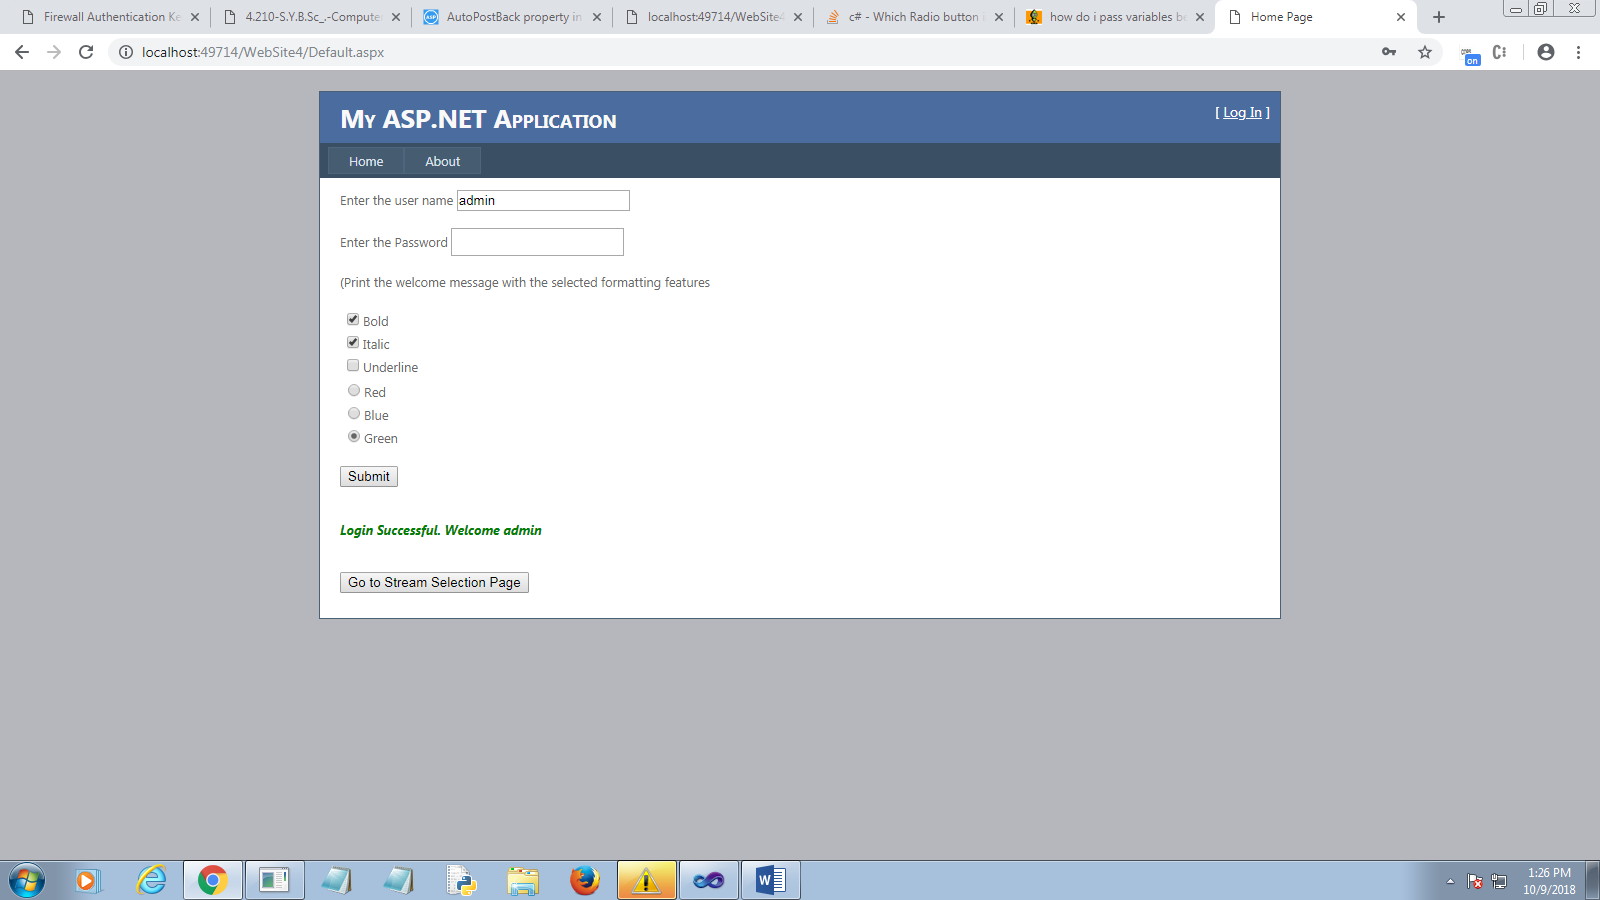 Firewall Authentication Ke
4.210-S.Y.B.Sc_.-Compute
AutoPostBack property in
localhost:49714/WebSite4
c# - Which Radio button i
how do i pass variables be
Home Page
localhost:49714/WebSite4/Default.aspx
on
My ASP.NET Application
[ Log In ]
Home
About
Enter the user name admin
Enter the Password
(Print the welcome message with the selected formatting features
Bold
Italic
Underline
Red
Blue
Green
Submit
Login Successful. Welcome admin
Go to Stream Selection Page
1:26 PM
10/9/2018